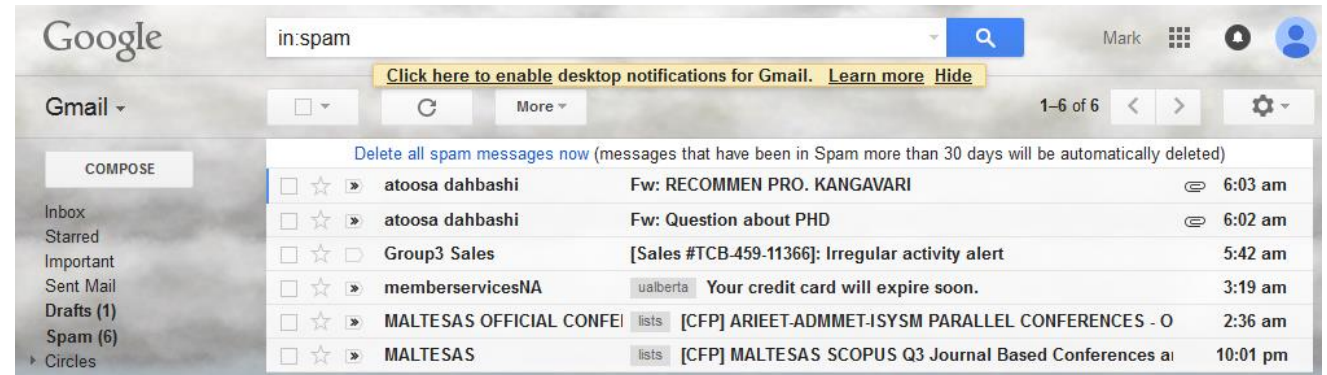 Google in:spam Mark
Click here to enable desktop notifications for Gmail. Learn more Hide
Gmail More 1–6 of 6
Delete all spam messages now (messages that have been in Spam more than 30 days will be automatically deleted)
COMPOSE
Inbox
Starred
Important
Sent Mail
Drafts (1)
Spam (6)
Circles
atoosa dahbashi Fw: RECOMMEN PRO. KANGAVARI 6:03 am
atoosa dahbashi Fw: Question about PHD 6:02 am
Group3 Sales [Sales #TCB-459-11366]: Irregular activity alert 5:42 am
memberservicesNA ualberta Your credit card will expire soon. 3:19 am
MALTESAS OFFICIAL CONFEI lists [CFP] ARIEET-ADMMET-ISYSM PARALLEL CONFERENCES - O 2:36 am
MALTESAS lists [CFP] MALTESAS SCOPUS Q3 Journal Based Conferences a 10:01 pm